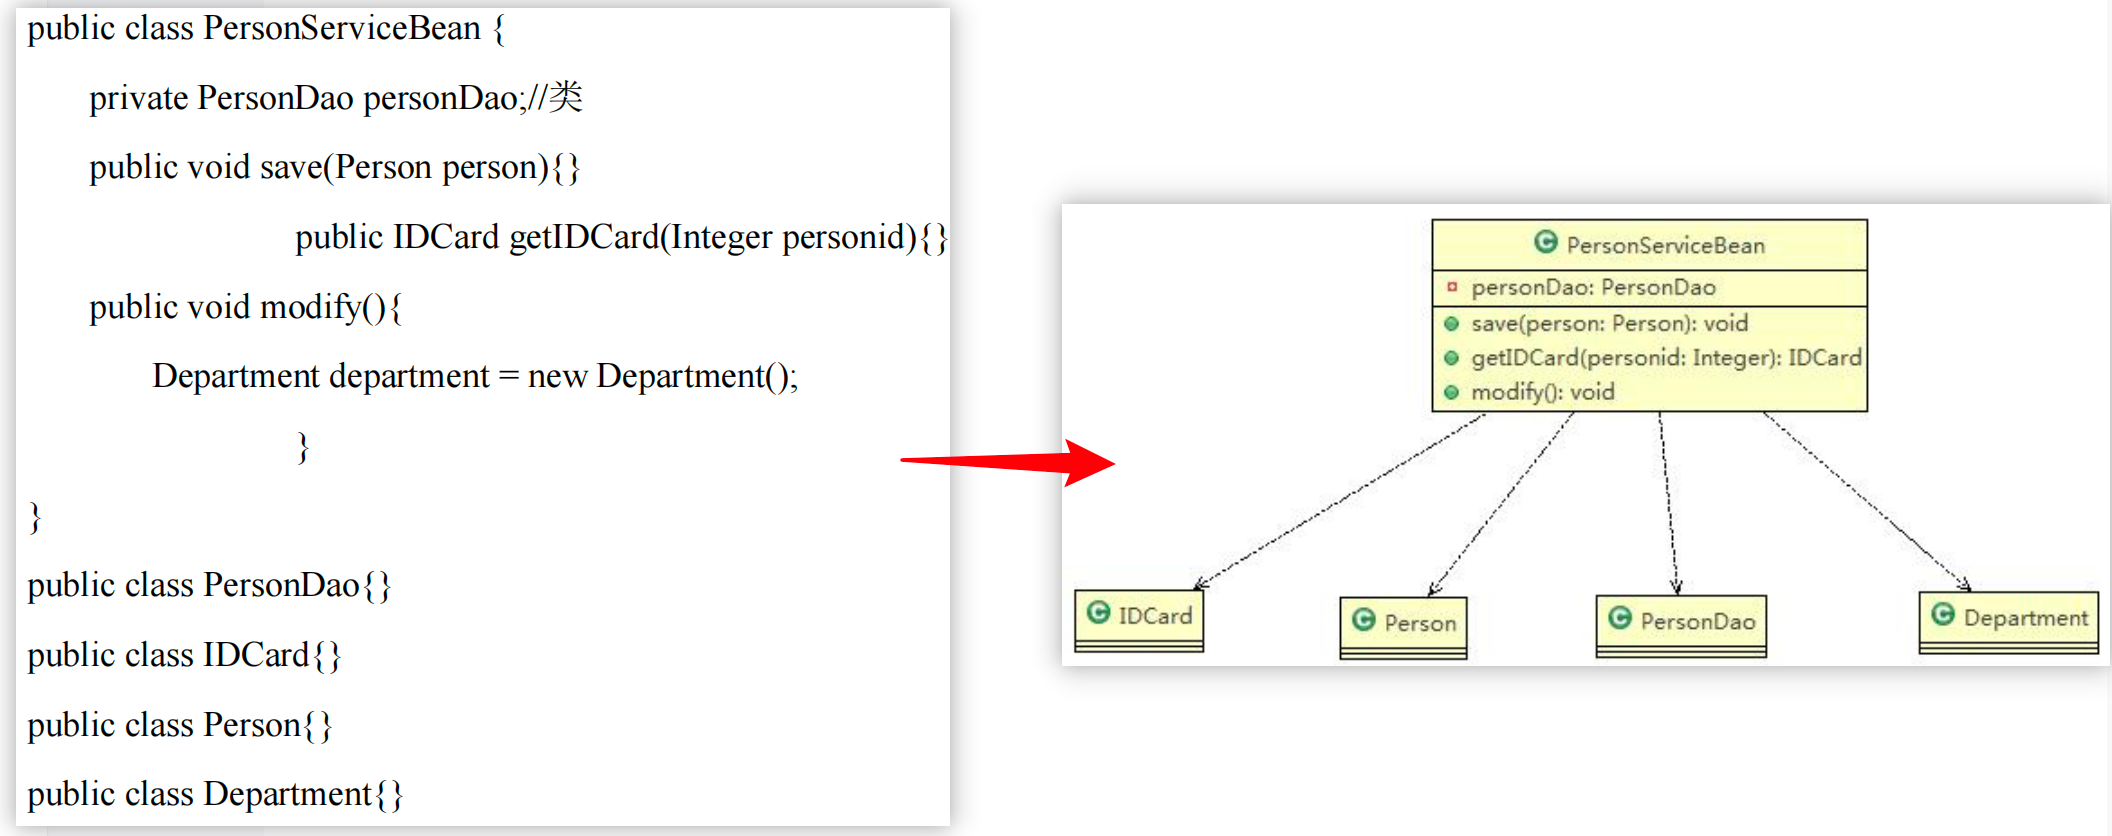 public class PersonServiceBean {
private PersonDao personDao;//类
public void save(Person person){}
public IDCard getIDCard(Integer personid){}
public void modify(){
Department department = new Department();
}
}
public class PersonDao{}
public class IDCard{}
public class Person{}
public class Department{}
C PersonServiceBean
personDao: PersonDao
save(person: Person): void
getIDCard(personid: Integer): IDCard
modify(): void
C IDCard
C Person
C PersonDao
C Department